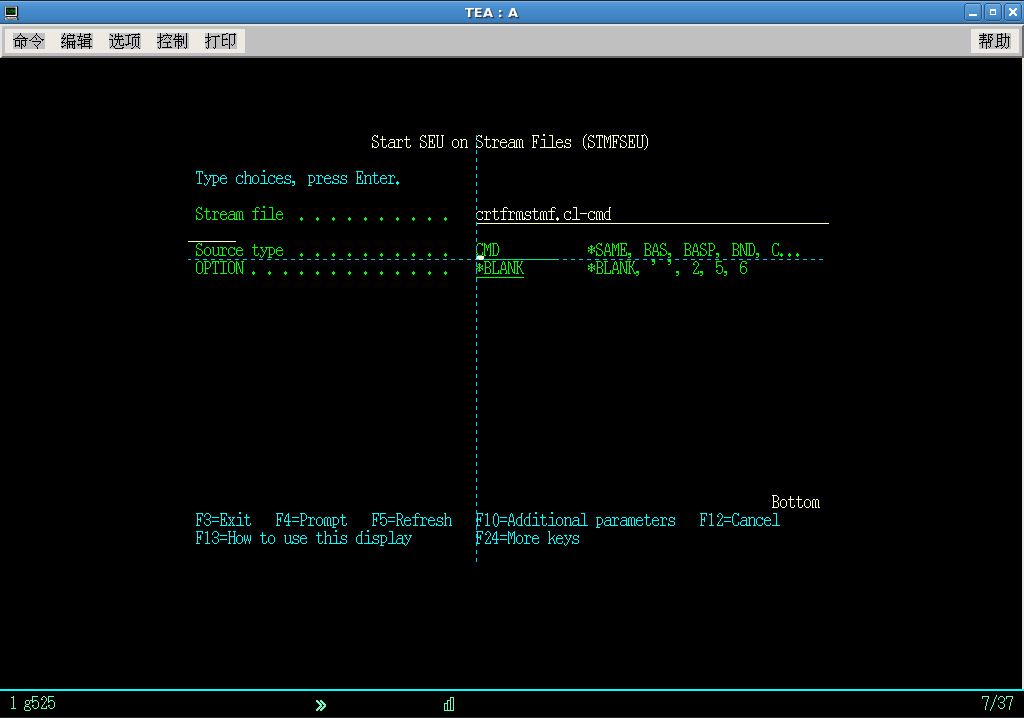 TEA : A
命令 编辑 选项 控制 打印 帮助
Start SEU on Stream Files (STMFSEU)
Type choices, press Enter.
Stream file . . . . . . . . . . crtfrmstmf.cl-cmd
Source type . . . . . . . . . . CMD *SAME, BAS, BASP, BND, C...
OPTION . . . . . . . . . . . . . *BLANK *BLANK, ' ', 2, 5, 6
Bottom
F3=Exit F4=Prompt F5=Refresh F10=Additional parameters F12=Cancel
F13=How to use this display F24=More keys
1 g525 7/37